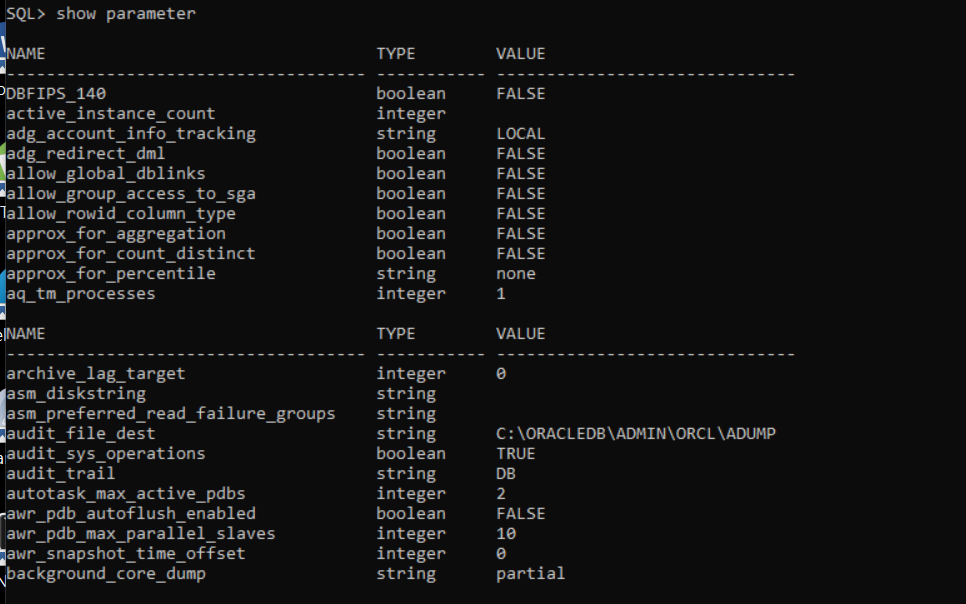 SQL> show parameter
NAME                                 TYPE        VALUE
------------------------------------ ----------- ------------------------------
DBFIPS_140                           boolean     FALSE
active_instance_count                integer
adg_account_info_tracking            string      LOCAL
adg_redirect_dml                     boolean     FALSE
allow_global_dblinks                 boolean     FALSE
allow_group_access_to_sga            boolean     FALSE
allow_rowid_column_type              boolean     FALSE
approx_for_aggregation               boolean     FALSE
approx_for_count_distinct            boolean     FALSE
approx_for_percentile                string      none
aq_tm_processes                      integer     1
NAME                                 TYPE        VALUE
------------------------------------ ----------- ------------------------------
archive_lag_target                   integer     0
asm_diskstring                       string
asm_preferred_read_failure_groups    string
audit_file_dest                      string      C:\ORACLEDB\ADMIN\ORCL\ADUMP
audit_sys_operations                 boolean     TRUE
audit_trail                          string      DB
autotask_max_active_pdbs             integer     2
awr_pdb_autoflush_enabled            boolean     FALSE
awr_pdb_max_parallel_slaves          integer     10
awr_snapshot_time_offset             integer     0
background_core_dump                 string      partial